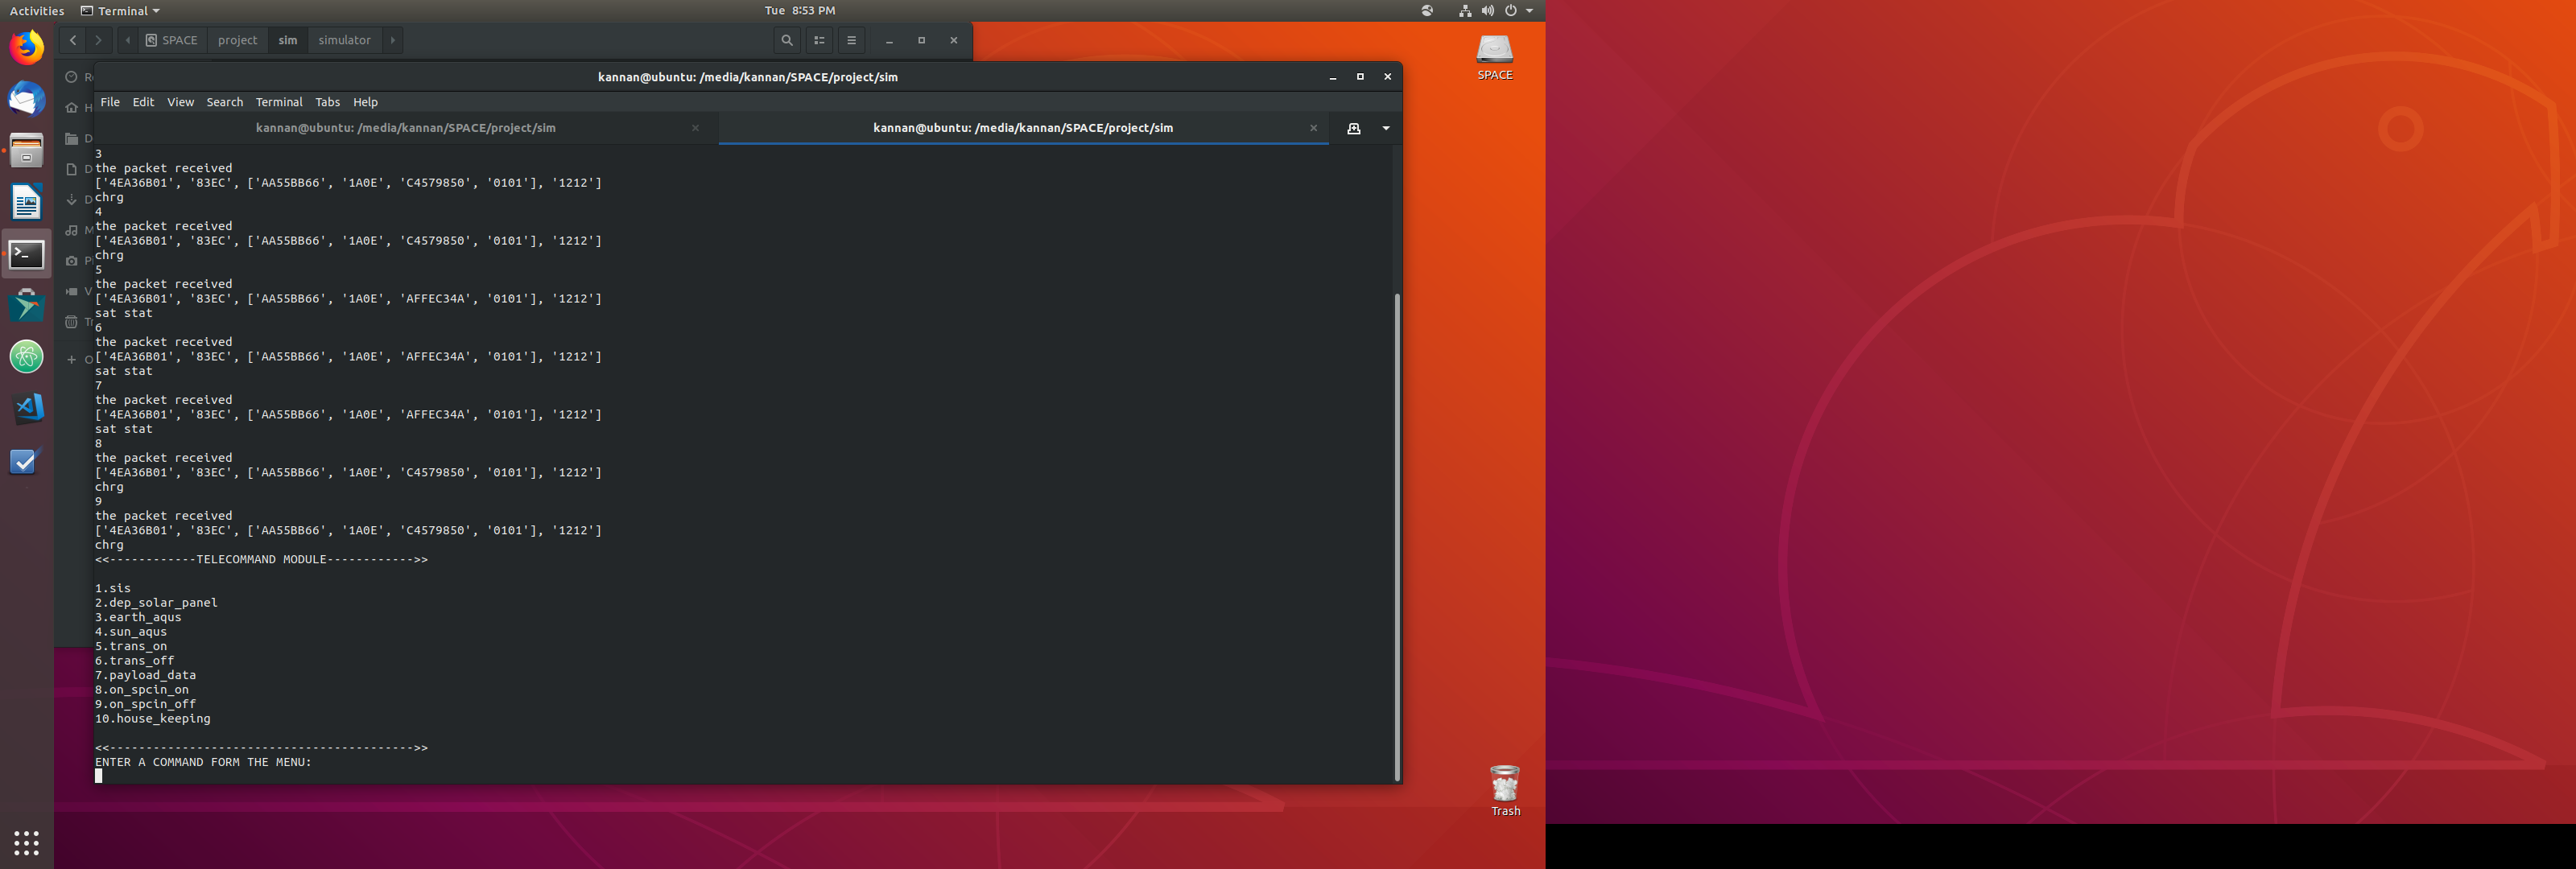 Activities Terminal Tue 8:53 PM
SPACE project sim simulator
kannan@ubuntu: /media/kannan/SPACE/project/sim
File Edit View Search Terminal Tabs Help
kannan@ubuntu: /media/kannan/SPACE/project/sim kannan@ubuntu: /media/kannan/SPACE/project/sim
3
the packet received
['4EA36B01', '83EC', ['AA55BB66', '1A0E', 'C4579850', '0101'], '1212']
chrg
4
the packet received
['4EA36B01', '83EC', ['AA55BB66', '1A0E', 'C4579850', '0101'], '1212']
chrg
5
the packet received
['4EA36B01', '83EC', ['AA55BB66', '1A0E', 'AFFEC34A', '0101'], '1212']
sat stat
6
the packet received
['4EA36B01', '83EC', ['AA55BB66', '1A0E', 'AFFEC34A', '0101'], '1212']
sat stat
7
the packet received
['4EA36B01', '83EC', ['AA55BB66', '1A0E', 'AFFEC34A', '0101'], '1212']
sat stat
8
the packet received
['4EA36B01', '83EC', ['AA55BB66', '1A0E', 'C4579850', '0101'], '1212']
chrg
9
the packet received
['4EA36B01', '83EC', ['AA55BB66', '1A0E', 'C4579850', '0101'], '1212']
chrg
<<------------TELECOMMAND MODULE------------>>
1.sis
2.dep_solar_panel
3.earth_aqus
4.sun_aqus
5.trans_on
6.trans_off
7.payload_data
8.on_spcin_on
9.on_spcin_off
10.house_keeping
<<------------------------------------------>>
ENTER A COMMAND FORM THE MENU:
SPACE
Trash